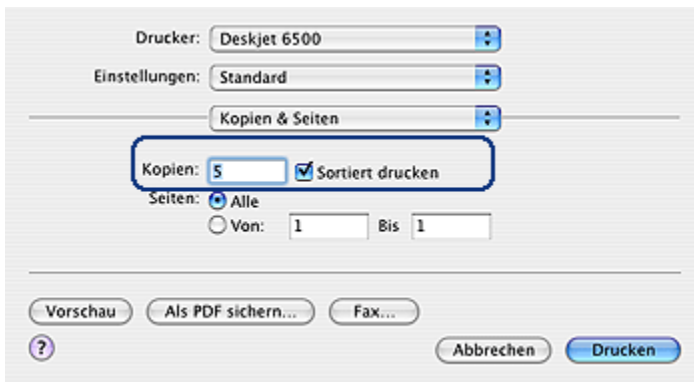 Drucker: Deskjet 6500
Einstellungen: Standard
Kopien & Seiten
Kopien: 5 Sortiert drucken
Seiten: Alle
Von: 1 Bis 1
Vorschau Als PDF sichern... Fax...
? Abbrechen Drucken